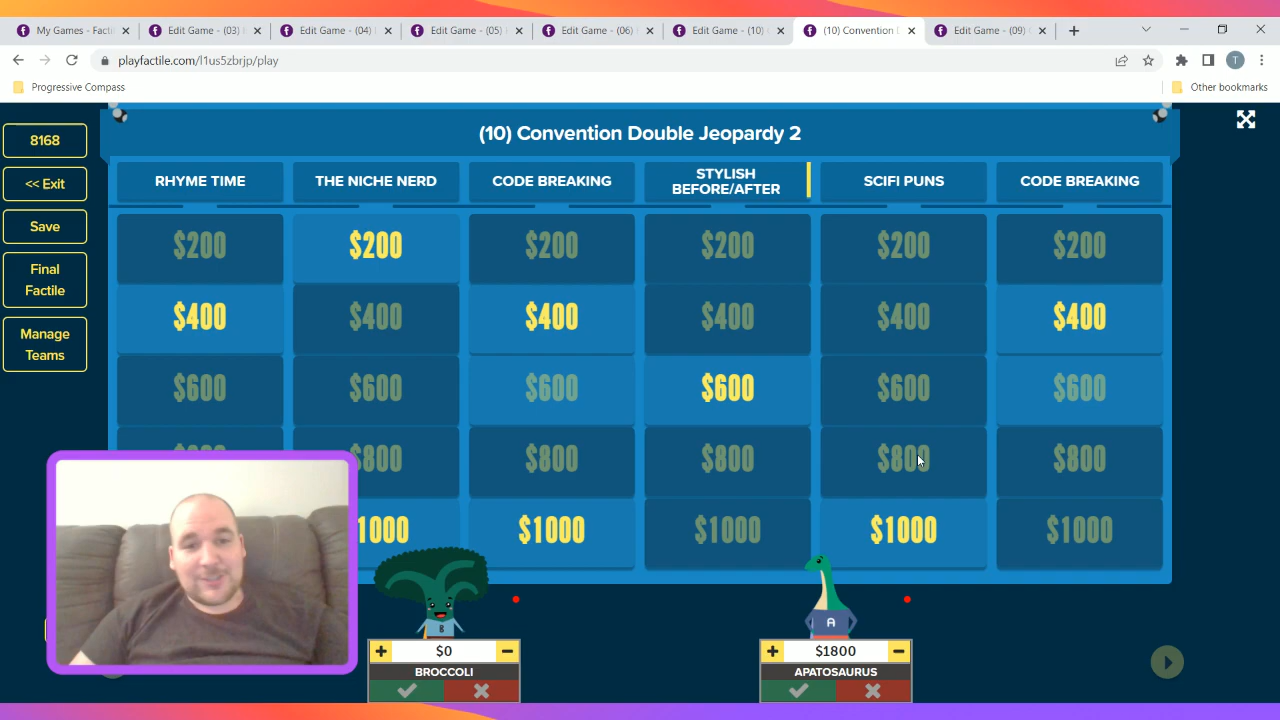 My Games - Facti
Edit Game - (03)
Edit Game - (04)
Edit Game - (05)
Edit Game - (06)
Edit Game - (10)
(10) Convention
Edit Game - (09)
playfactile.com/l1us5zbrjp/play
T
Progressive Compass
Other bookmarks
(10) Convention Double Jeopardy 2
8168
<< Exit
Save
Final
Factile
Manage
Teams
RHYME TIME
THE NICHE NERD
CODE BREAKING
STYLISH
BEFORE/AFTER
SCIFI PUNS
CODE BREAKING
$200 $200 $200 $200 $200 $200
$400 $400 $400 $400 $400 $400
$600 $600 $600 $600 $600 $600
$800 $800 $800 $800 $800
1000 $1000 $1000 $1000 $1000
B
A
+ $0 −
BROCCOLI
+ $1800 −
APATOSAURUS